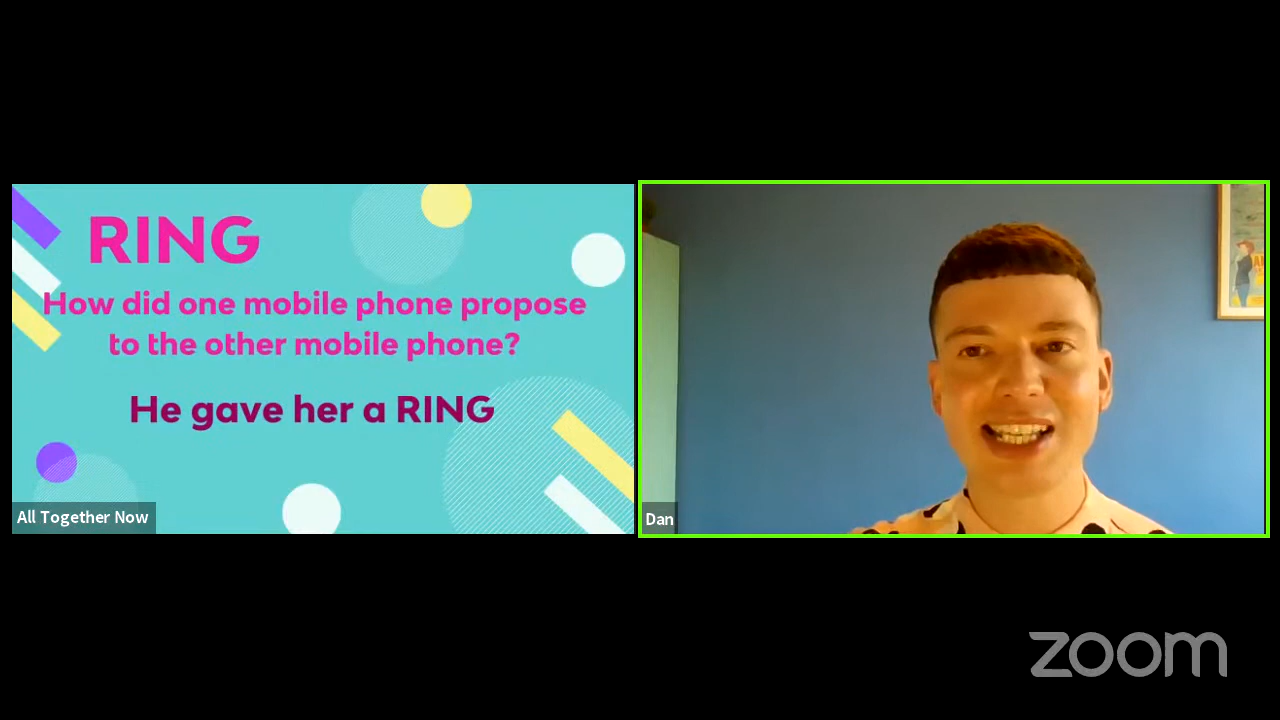 RING
How did one mobile phone propose
to the other mobile phone?
He gave her a RING
All Together Now
Dan
zoom